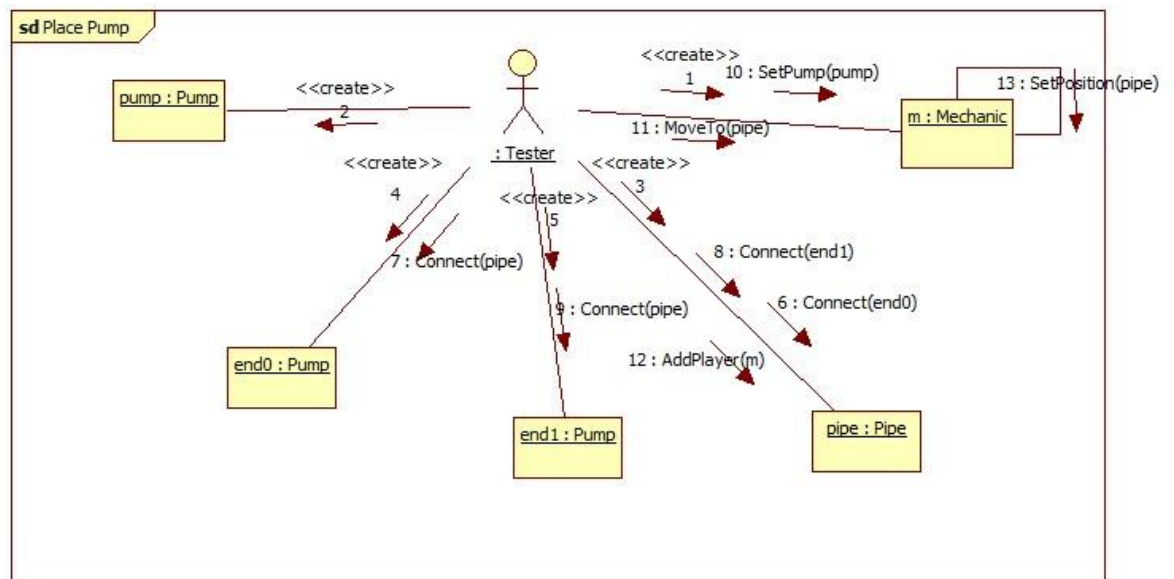 sd Place Pump
<<create>>
1
10 : SetPump(pump)
13 : SetPosition(pipe)
pump : Pump
<<create>>
2
m : Mechanic
11 : MoveTo(pipe)
: Tester
<<create>>
4
<<create>>
3
<<create>>
5
7 : Connect(pipe)
8 : Connect(end1)
9 : Connect(pipe)
6 : Connect(end0)
12 : AddPlayer(m)
end0 : Pump
end1 : Pump
pipe : Pipe